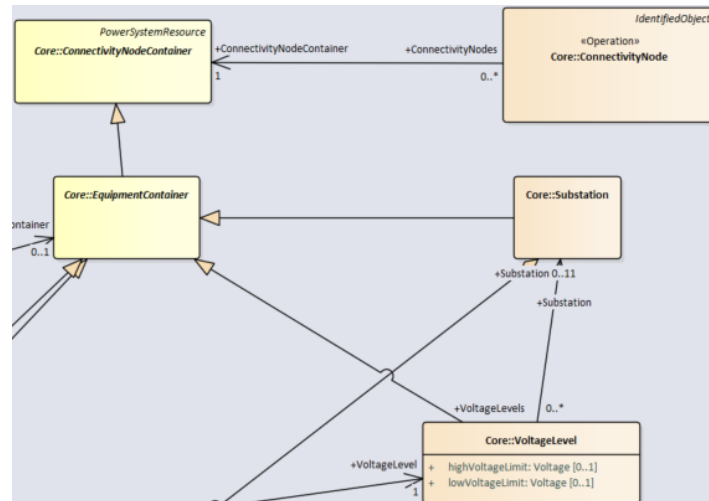 PowerSystemResource
Core::ConnectivityNodeContainer
+ConnectivityNodeContainer
1
+ConnectivityNodes
0..*
IdentifiedObject
«Operation»
Core::ConnectivityNode
Core::EquipmentContainer
Core::Substation
ontainer
0..1
+Substation 0..11
+Substation
+VoltageLevels
0..*
Core::VoltageLevel
+ highVoltageLimit: Voltage [0..1]
+ lowVoltageLimit: Voltage [0..1]
+VoltageLevel
1